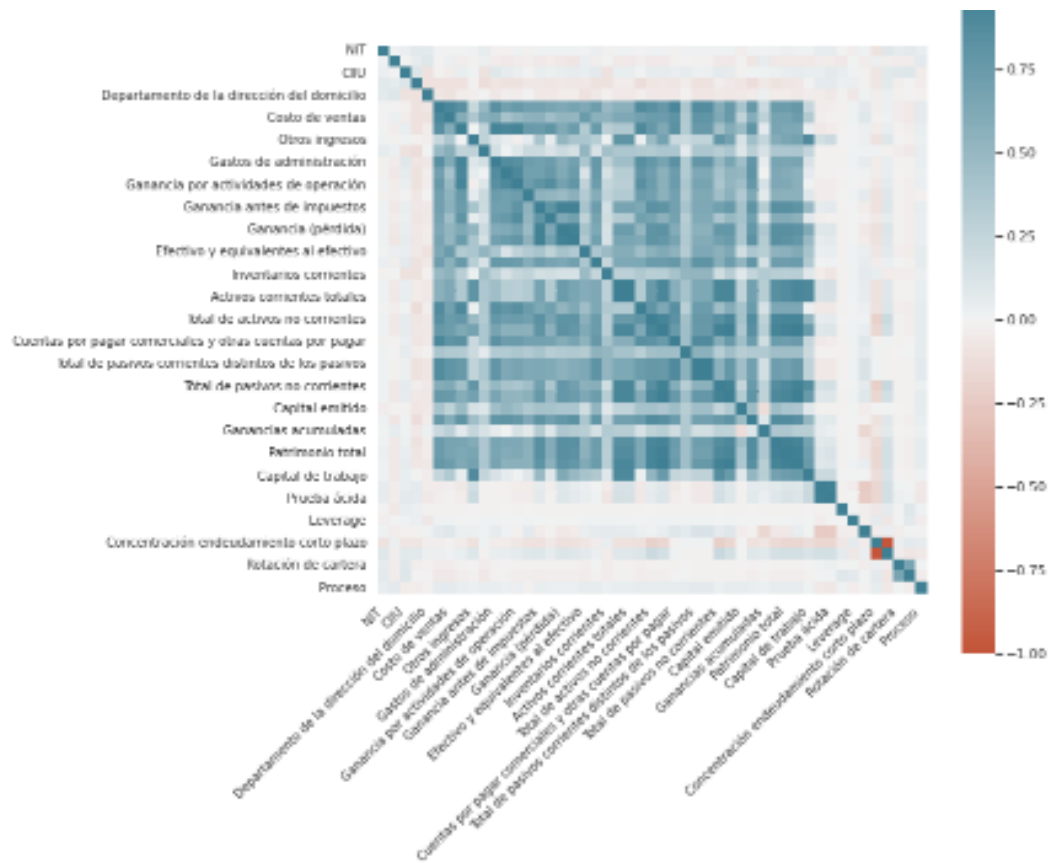 NIT
CIIU
Departamento de la dirección del domicilio
Costo de ventas
Otros ingresos
Gastos de administración
Ganancia por actividades de operación
Ganancia antes de impuestos
Ganancia (pérdida)
Efectivo y equivalentes al efectivo
Inventarios corrientes
Activos corrientes totales
Total de activos no corrientes
Cuentas por pagar comerciales y otras cuentas por pagar
Total de pasivos corrientes distintos de los pasivos
Total de pasivos no corrientes
Capital emitido
Ganancias acumuladas
Patrimonio total
Capital de trabajo
Prueba ácida
Leverage
Concentración endeudamiento corto plazo
Rotación de cartera
Proceso
NIT
CIIU
Departamento de la dirección del domicilio
Costo de ventas
Otros ingresos
Gastos de administración
Ganancia por actividades de operación
Ganancia antes de impuestos
Ganancia (pérdida)
Efectivo y equivalentes al efectivo
Inventarios corrientes
Activos corrientes totales
Total de activos no corrientes
Cuentas por pagar comerciales y otras cuentas por pagar
Total de pasivos corrientes distintos de los pasivos
Total de pasivos no corrientes
Capital emitido
Ganancias acumuladas
Patrimonio total
Capital de trabajo
Prueba ácida
Leverage
Concentración endeudamiento corto plazo
Rotación de cartera
Proceso
0.75
0.50
0.25
0.00
−0.25
−0.50
−0.75
−1.00